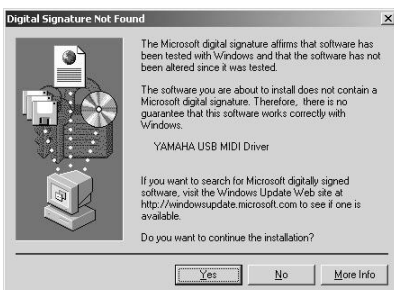 Digital Signature Not Found
The Microsoft digital signature affirms that software has
been tested with Windows and that the software has not
been altered since it was tested.
The software you are about to install does not contain a
Microsoft digital signature. Therefore, there is no
guarantee that this software works correctly with
Windows.
YAMAHA USB MIDI Driver
If you want to search for Microsoft digitally signed
software, visit the Windows Update Web site at
http://windowsupdate.microsoft.com to see if one is
available.
Do you want to continue the installation?
Yes No More Info